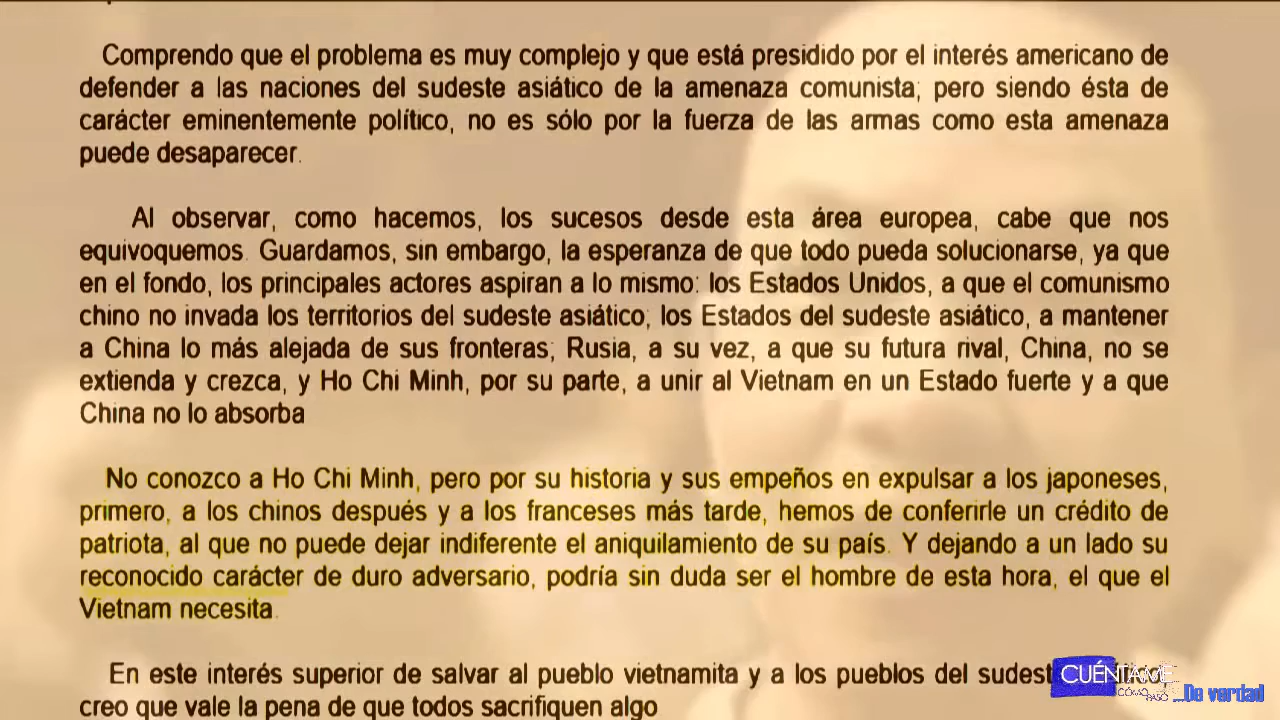 Comprendo que el problema es muy complejo y que está presidido por el interés americano de
defender a las naciones del sudeste asiático de la amenaza comunista; pero siendo ésta de
carácter eminentemente político, no es sólo por la fuerza de las armas como esta amenaza
puede desaparecer.
Al observar, como hacemos, los sucesos desde esta área europea, cabe que nos
equivoquemos. Guardamos, sin embargo, la esperanza de que todo pueda solucionarse, ya que
en el fondo, los principales actores aspiran a lo mismo: los Estados Unidos, a que el comunismo
chino no invada los territorios del sudeste asiático; los Estados del sudeste asiático, a mantener
a China lo más alejada de sus fronteras; Rusia, a su vez, a que su futura rival, China, no se
extienda y crezca, y Ho Chi Minh, por su parte, a unir al Vietnam en un Estado fuerte y a que
China no lo absorba
No conozco a Ho Chi Minh, pero por su historia y sus empeños en expulsar a los japoneses,
primero, a los chinos después y a los franceses más tarde, hemos de conferirle un crédito de
patriota, al que no puede dejar indiferente el aniquilamiento de su país. Y dejando a un lado su
reconocido carácter de duro adversario, podría sin duda ser el hombre de esta hora, el que el
Vietnam necesita.
En este interés superior de salvar al pueblo vietnamita y a los pueblos del sudest
creo que vale la pena de que todos sacrifiquen algo
CUÉNTAME
CÓMO
PASÓ
...De verdad